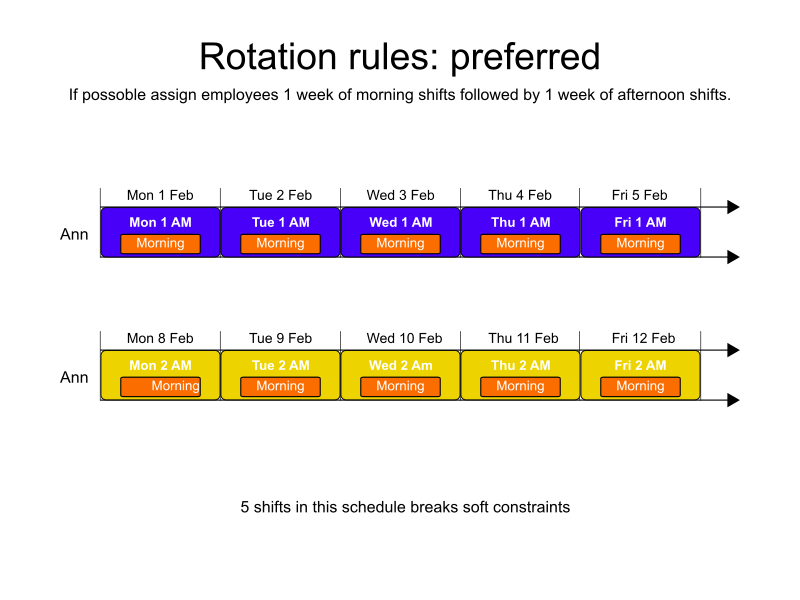 Rotation rules: preferred
If possoble assign employees 1 week of morning shifts followed by 1 week of afternoon shifts.
Mon 1 Feb Tue 2 Feb Wed 3 Feb Thu 4 Feb Fri 5 Feb
Mon 1 AM Tue 1 AM Wed 1 AM Thu 1 AM Fri 1 AM
Ann
Morning Morning Morning Morning Morning
Mon 8 Feb Tue 9 Feb Wed 10 Feb Thu 11 Feb Fri 12 Feb
Mon 2 AM Tue 2 AM Wed 2 Am Thu 2 AM Fri 2 AM
Ann
Morning Morning Morning Morning Morning
5 shifts in this schedule breaks soft constraints